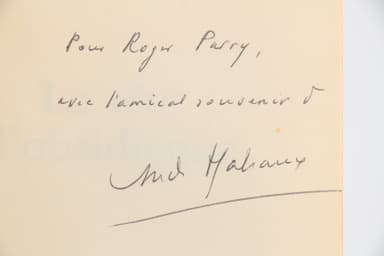 Pour Roger Parry,
avec l'amical souvenir d
André Malraux